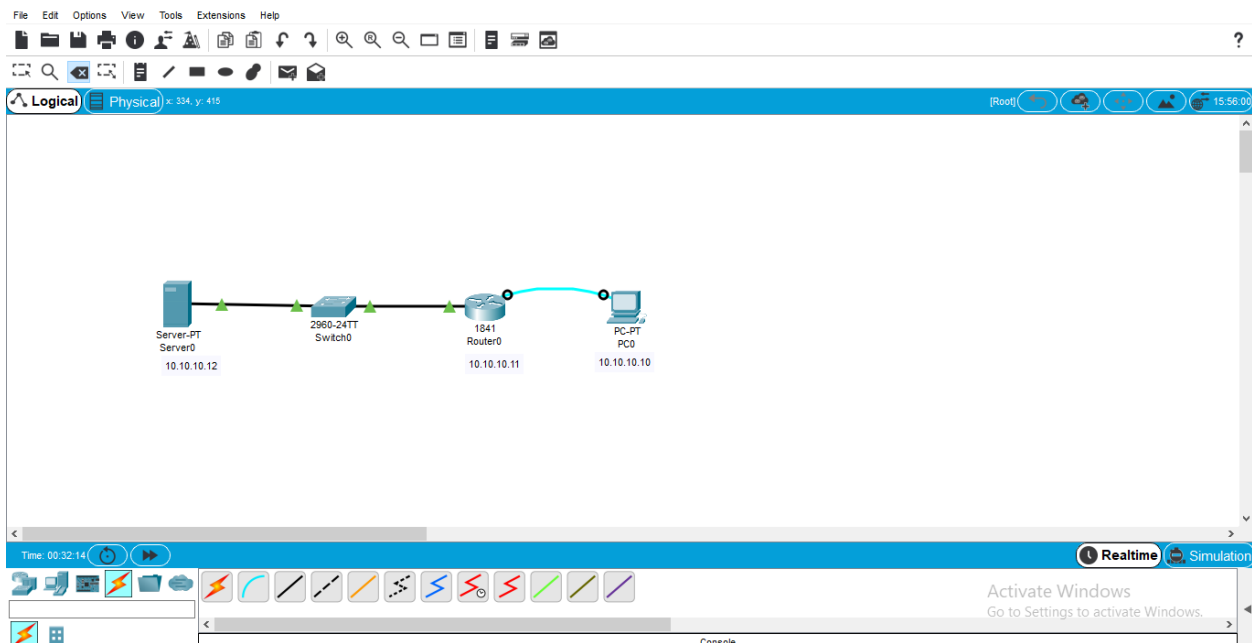 File Edit Options View Tools Extensions Help
?
Logical Physical x: 334, y: 415 [Root] 15:56:00
Server-PT
Server0
10.10.10.12
2960-24TT
Switch0
1841
Router0
10.10.10.11
PC-PT
PC0
10.10.10.10
Time: 00:32:14 Realtime Simulation
Activate Windows
Go to Settings to activate Windows.
Console